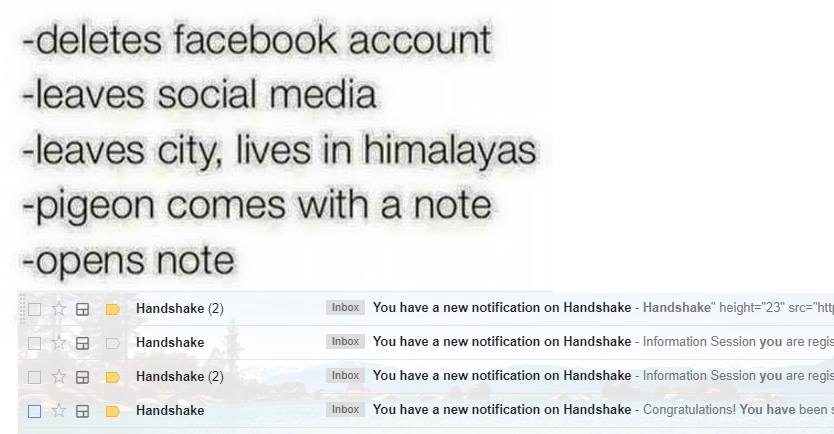 -deletes facebook account
-leaves social media
-leaves city, lives in himalayas
-pigeon comes with a note
-opens note
Handshake (2) Inbox You have a new notification on Handshake - Handshake" height="23" src="http
Handshake Inbox You have a new notification on Handshake - Information Session you are regis
Handshake (2) Inbox You have a new notification on Handshake - Information Session you are regis
Handshake Inbox You have a new notification on Handshake - Congratulations! You have been s